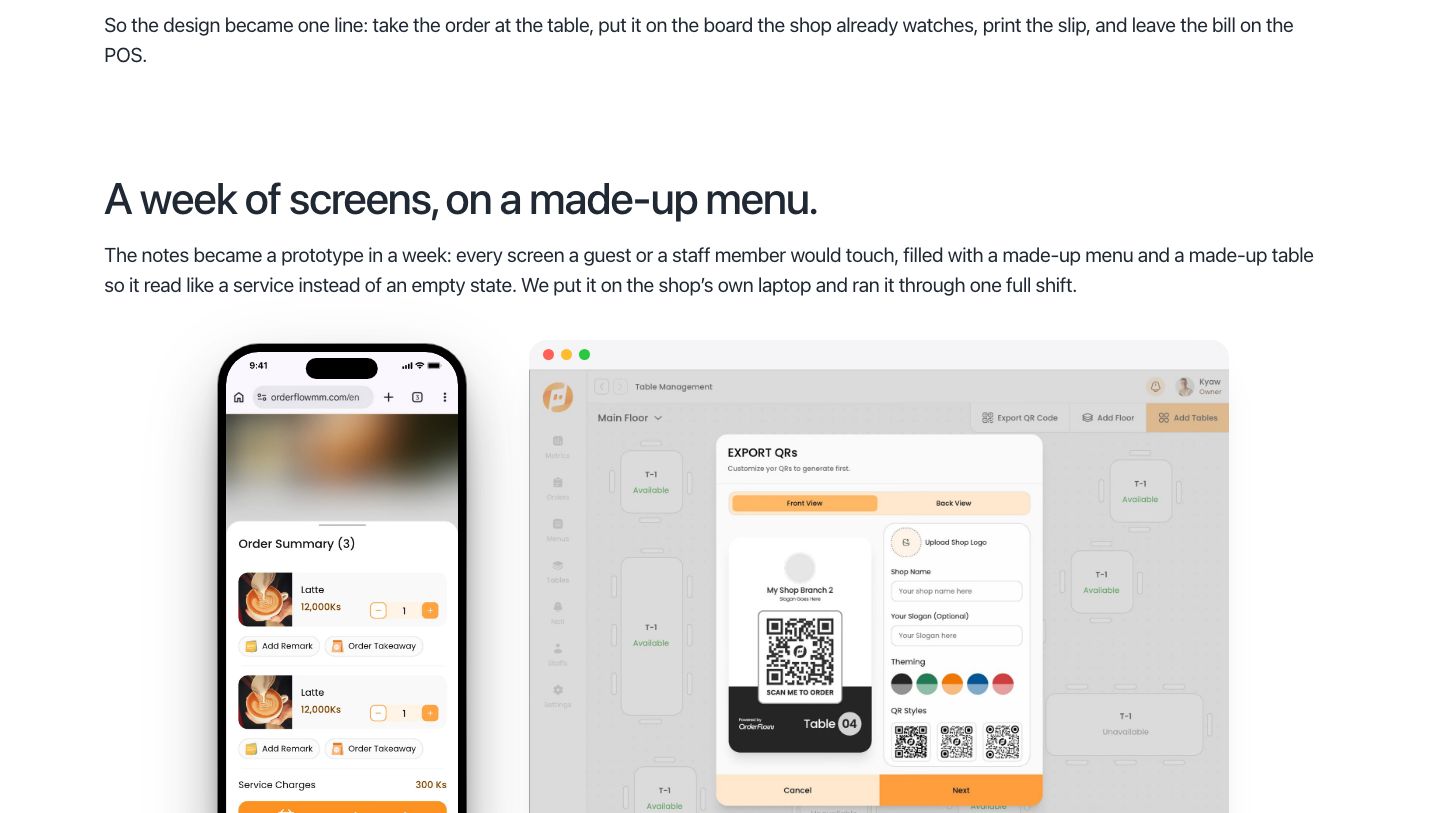 So the design became one line: take the order at the table, put it on the board the shop already watches, print the slip, and leave the bill on the
POS.
A week of screens, on a made-up menu.
The notes became a prototype in a week: every screen a guest or a staff member would touch, filled with a made-up menu and a made-up table
so it read like a service instead of an empty state. We put it on the shop's own laptop and ran it through one full shift.
9:41
orderflowmm.com/en
3
Order Summary (3)
Latte
12,000Ks
1
Add Remark
Order Takeaway
Latte
12,000Ks
1
Add Remark
Order Takeaway
Service Charges
300 Ks
Table Management
Kyaw
Owner
Main Floor
Export QR Code
Add Floor
Add Tables
Metrics
Orders
Menus
Tables
Noti
Staffs
Settings
T-1
Available
T-1
Available
T-1
Available
T-1
Available
T-1
Unavailable
T-1
Available
Available
EXPORT QRs
Customize yor QRs to generate first.
Front View
Back View
My Shop Branch 2
Slogan Goes Here
SCAN ME TO ORDER
Powered by
OrderFlow
Table 04
Upload Shop Logo
Shop Name
Your shop name here
Your Slogan (Optional)
Your Slogan here
Theming
QR Styles
Cancel
Next